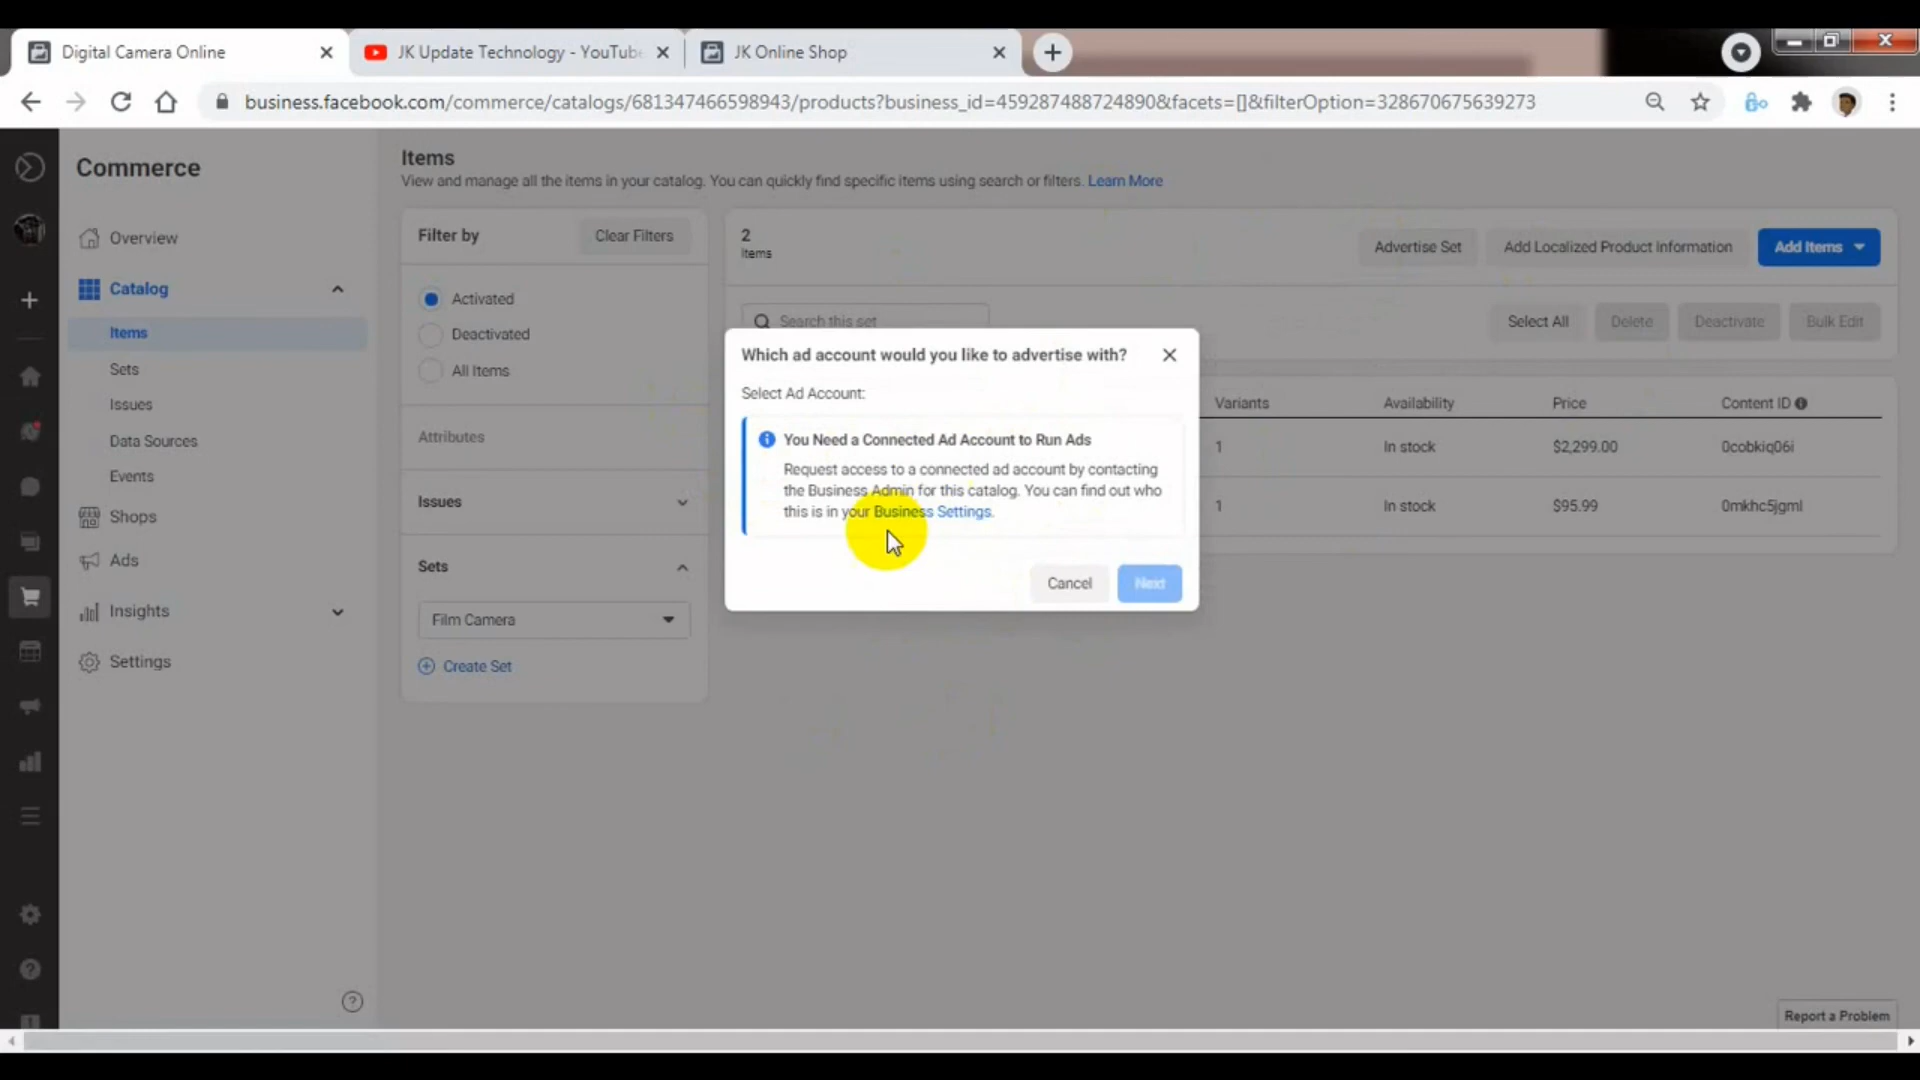 Digital Camera Online
JK Update Technology - YouTub
JK Online Shop
business.facebook.com/commerce/catalogs/681347466598943/products?business_id=459287488724890&facets=[]&filterOption=328670675639273
Commerce
Overview
Catalog
Items
Sets
Issues
Data Sources
Events
Shops
Ads
Insights
Settings
Items
View and manage all the items in your catalog. You can quickly find specific items using search or filters. Learn More
Filter by
Clear Filters
Activated
Deactivated
All Items
Attributes
Issues
Sets
Film Camera
Create Set
2
Items
Advertise Set
Add Localized Product Information
Add Items
Search this set
Select All
Delete
Deactivate
Bulk Edit
Variants
Availability
Price
Content ID
1
In stock
$2,299.00
0cobkiq06i
1
In stock
$95.99
0mkhc5jgml
Which ad account would you like to advertise with?
Select Ad Account:
You Need a Connected Ad Account to Run Ads
Request access to a connected ad account by contacting
the Business Admin for this catalog. You can find out who
this is in your Business Settings.
Cancel
Next
Report a Problem